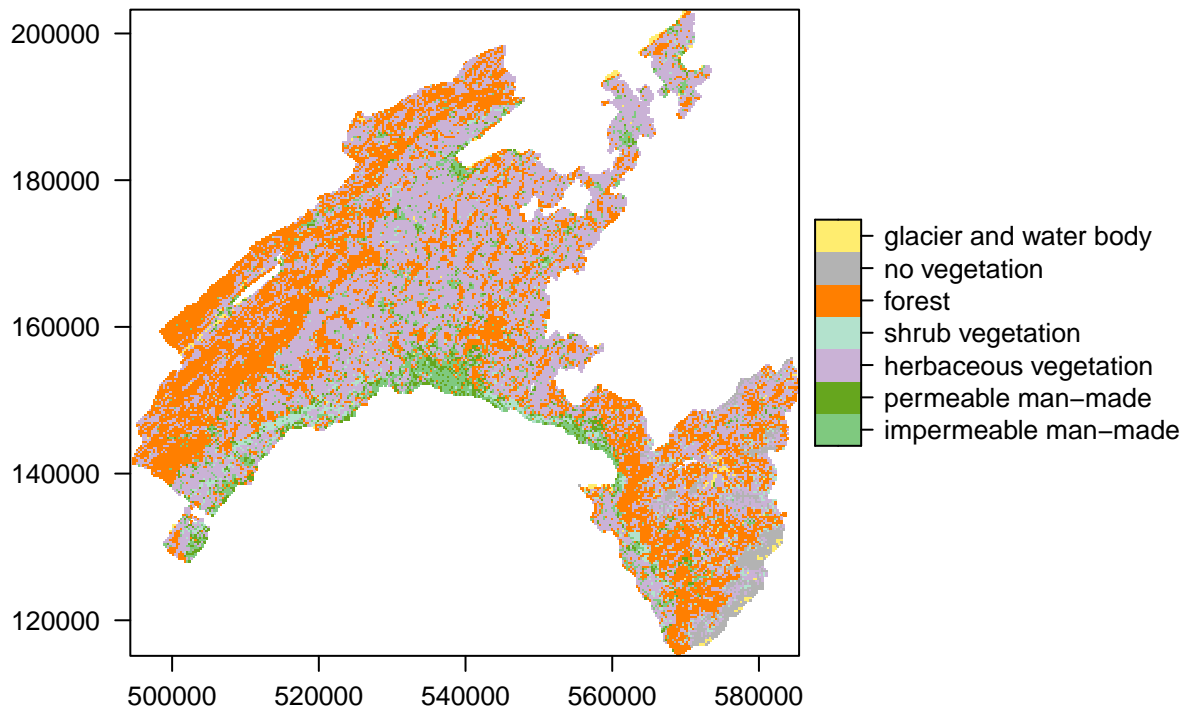 200000
180000
160000
140000
120000
500000 520000 540000 560000 580000
glacier and water body
no vegetation
forest
shrub vegetation
herbaceous vegetation
permeable man−made
impermeable man−made